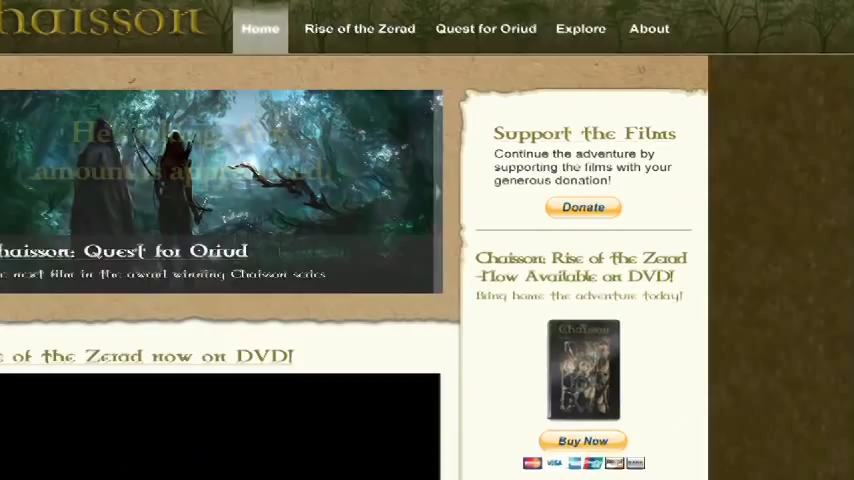 haisson
Home Rise of the Zerad Quest for Oriud Explore About
haisson: Quest for Oriud
e next film in the award winning Chaisson series
Support the Films
Continue the adventure by
supporting the films with your
generous donation!
Donate
Chaisson: Rise of the Zerad
-Now Available on DVD!
Bring home the adventure today!
Chaisson
Buy Now
VISA
e of the Zerad now on DVD!